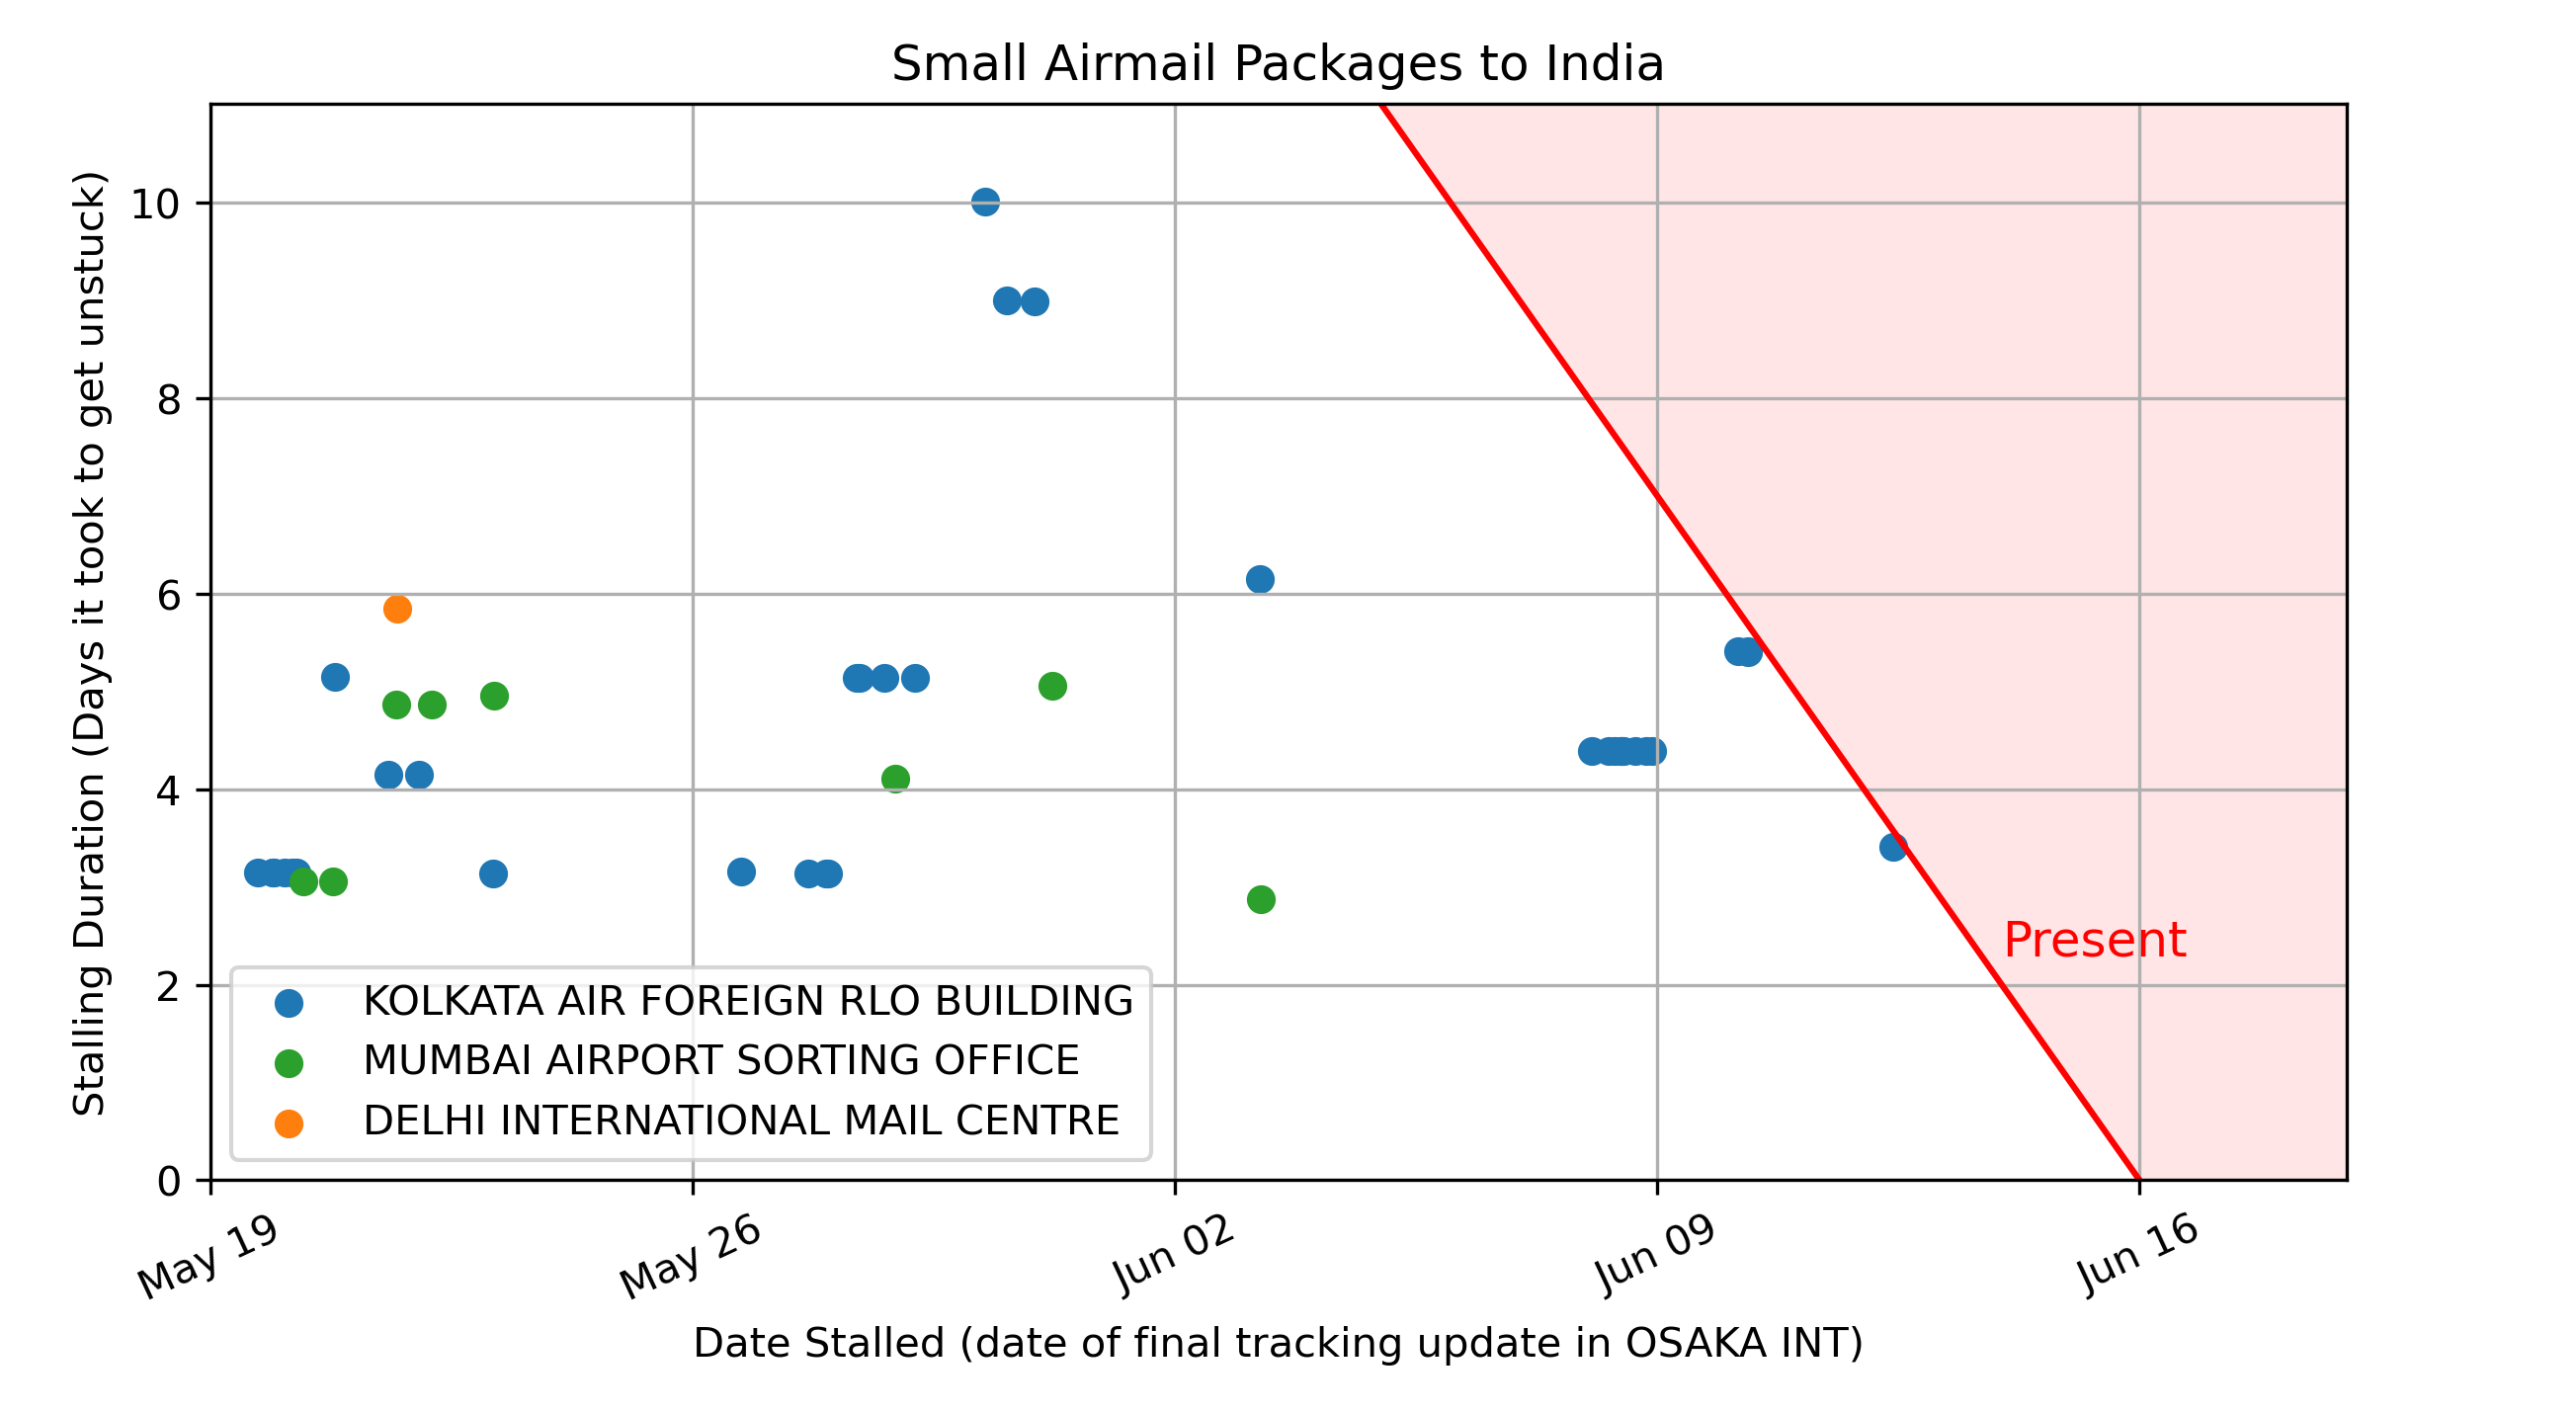 Small Airmail Packages to India
Stalling Duration (Days it took to get unstuck)
10
8
6
4
2
0
Present
KOLKATA AIR FOREIGN RLO BUILDING
MUMBAI AIRPORT SORTING OFFICE
DELHI INTERNATIONAL MAIL CENTRE
May 19
May 26
Jun 02
Jun 09
Jun 16
Date Stalled (date of final tracking update in OSAKA INT)